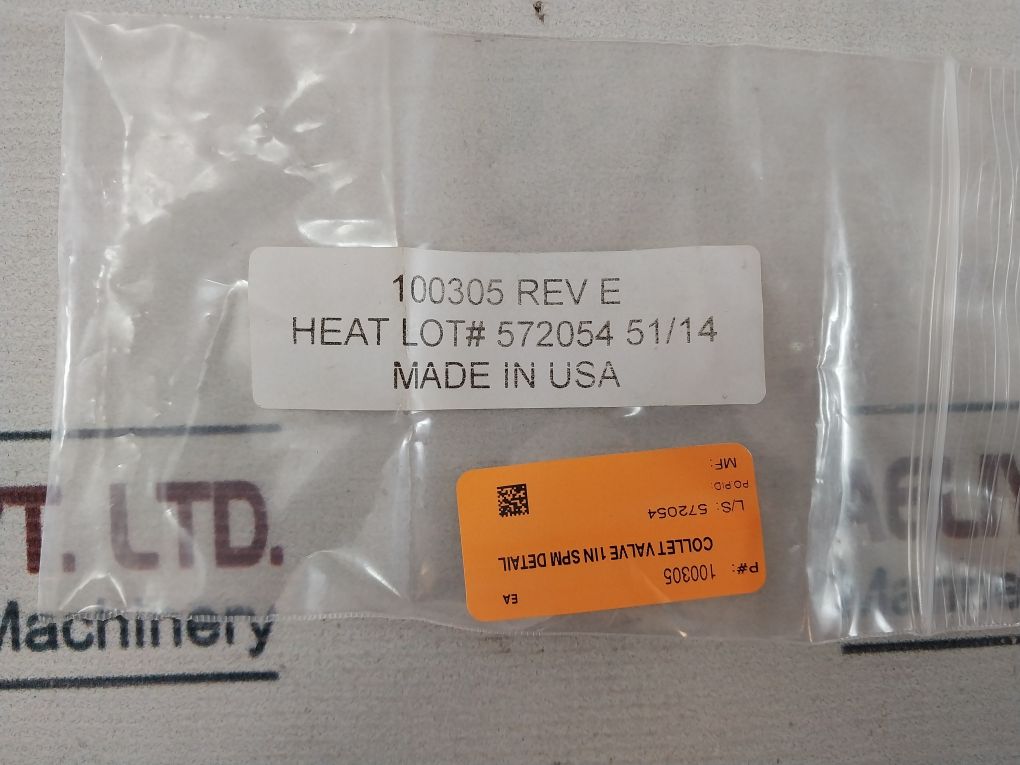 100305 REV E
HEAT LOT# 572054 51/14
MADE IN USA
P#: 100305 EA
COLLET VALVE 1IN SPM DETAIL
L/S: 572054
PO:PID:
MF:
LTD.
Machinery